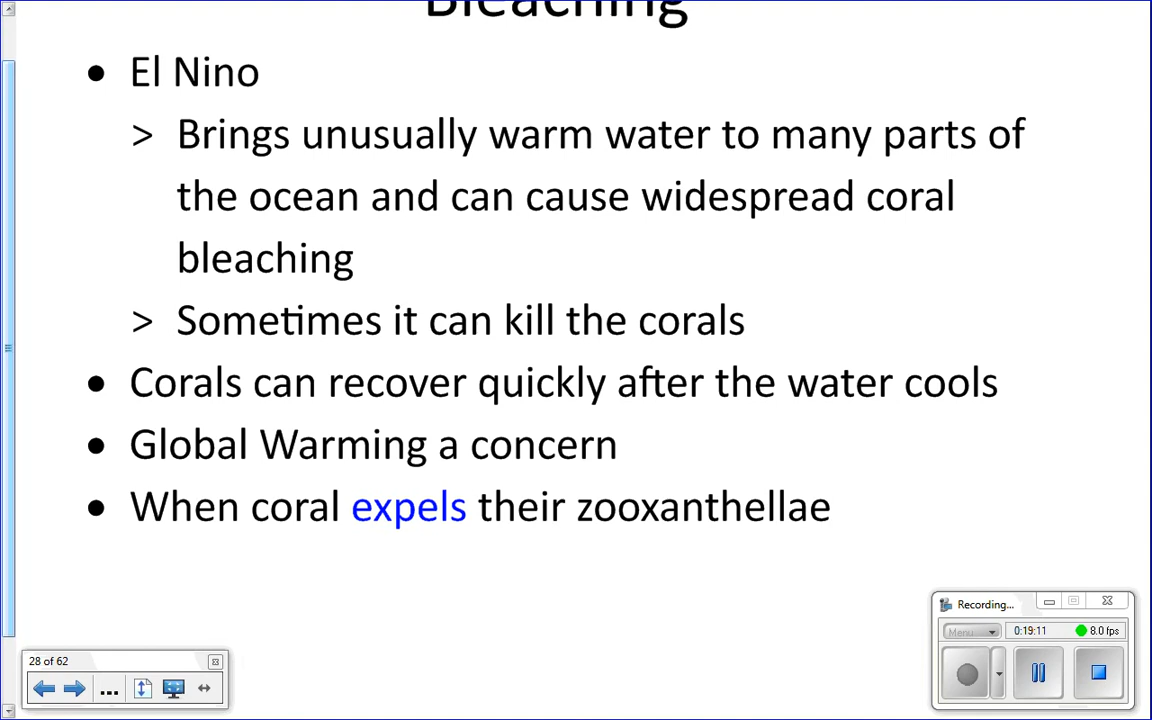 Bleaching
• El Nino
> Brings unusually warm water to many parts of
the ocean and can cause widespread coral
bleaching
> Sometimes it can kill the corals
• Corals can recover quickly after the water cools
• Global Warming a concern
• When coral expels their zooxanthellae
Recording...
Menu 0:19:11 8.0 fps
28 of 62
...